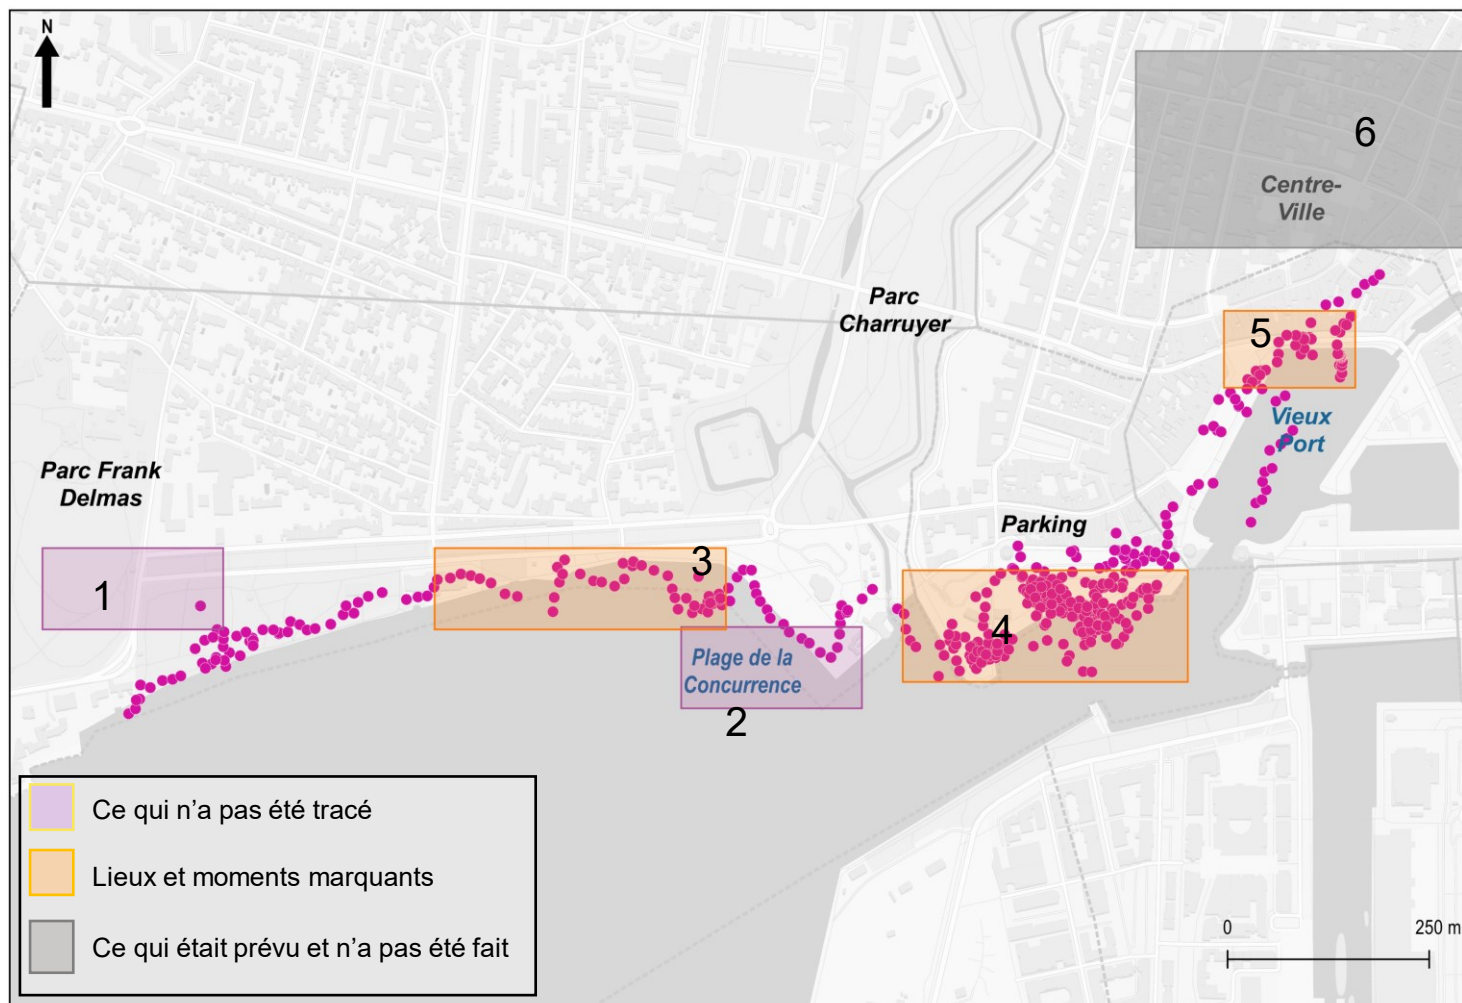 N
6
Centre-
Ville
Parc
Charruyer
5
Vieux
Port
Parc Frank
Delmas
Parking
3
1
4
Plage de la
Concurrence
2
Ce qui n’a pas été tracé
Lieux et moments marquants
Ce qui était prévu et n’a pas été fait
0 250 m